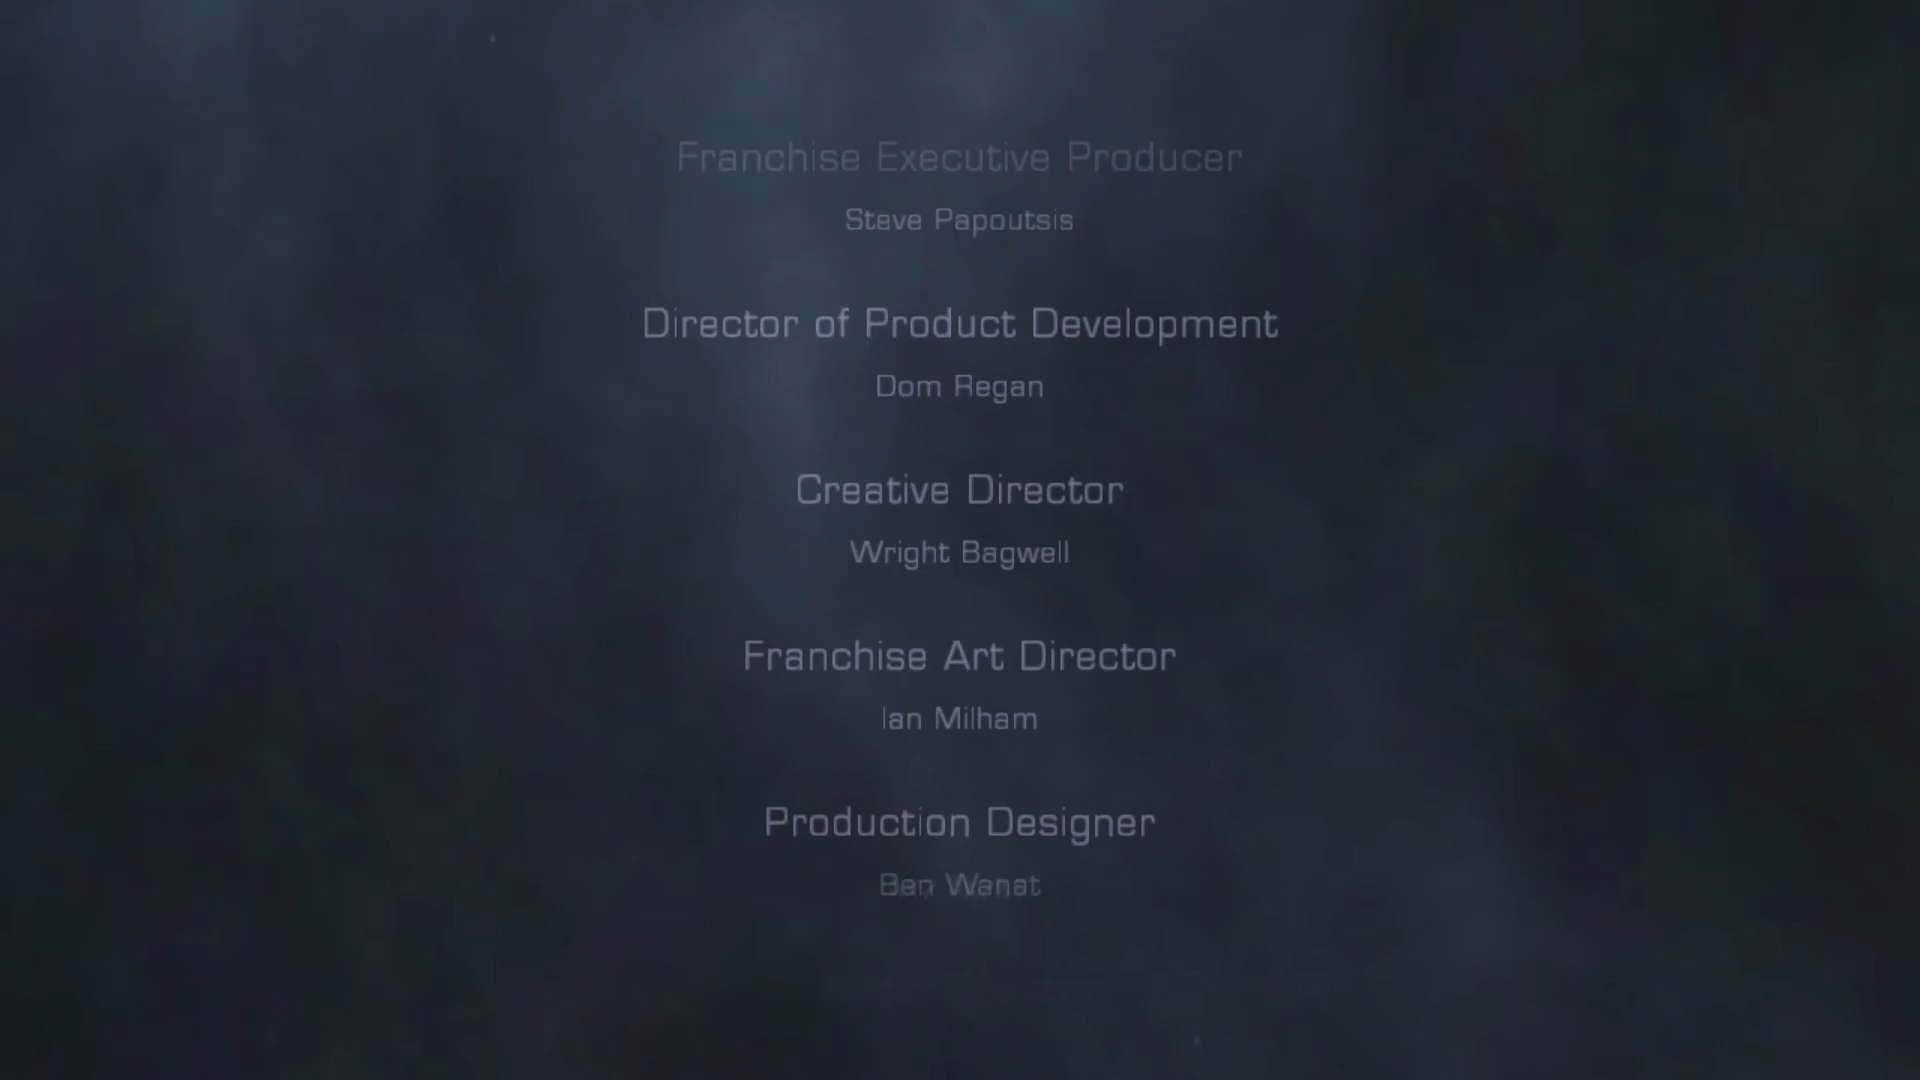 Franchise Executive Producer
Steve Papoutsis
Director of Product Development
Dom Regan
Creative Director
Wright Bagwell
Franchise Art Director
Ian Milham
Production Designer
Ben Wanat